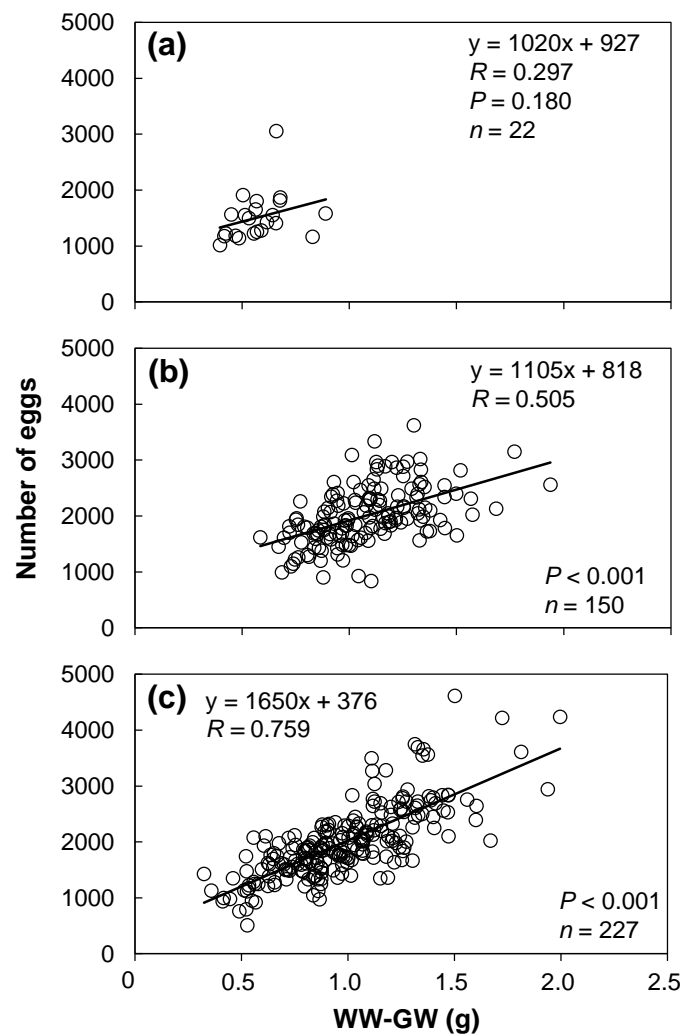 (a)
y = 1020x + 927
R = 0.297
P = 0.180
n = 22
5000
4000
3000
2000
1000
0
(b)
y = 1105x + 818
R = 0.505
P < 0.001
n = 150
5000
4000
3000
2000
1000
0
Number of eggs
(c)
y = 1650x + 376
R = 0.759
P < 0.001
n = 227
5000
4000
3000
2000
1000
0
0 0.5 1.0 1.5 2.0 2.5
WW-GW (g)